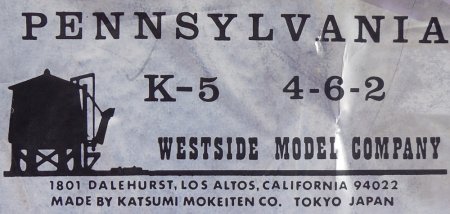 PENNSYLVANIA
K-5 4-6-2
WESTSIDE MODEL COMPANY
1801 DALEHURST, LOS ALTOS, CALIFORNIA 94022
MADE BY KATSUMI MOKEITEN CO. TOKYO JAPAN